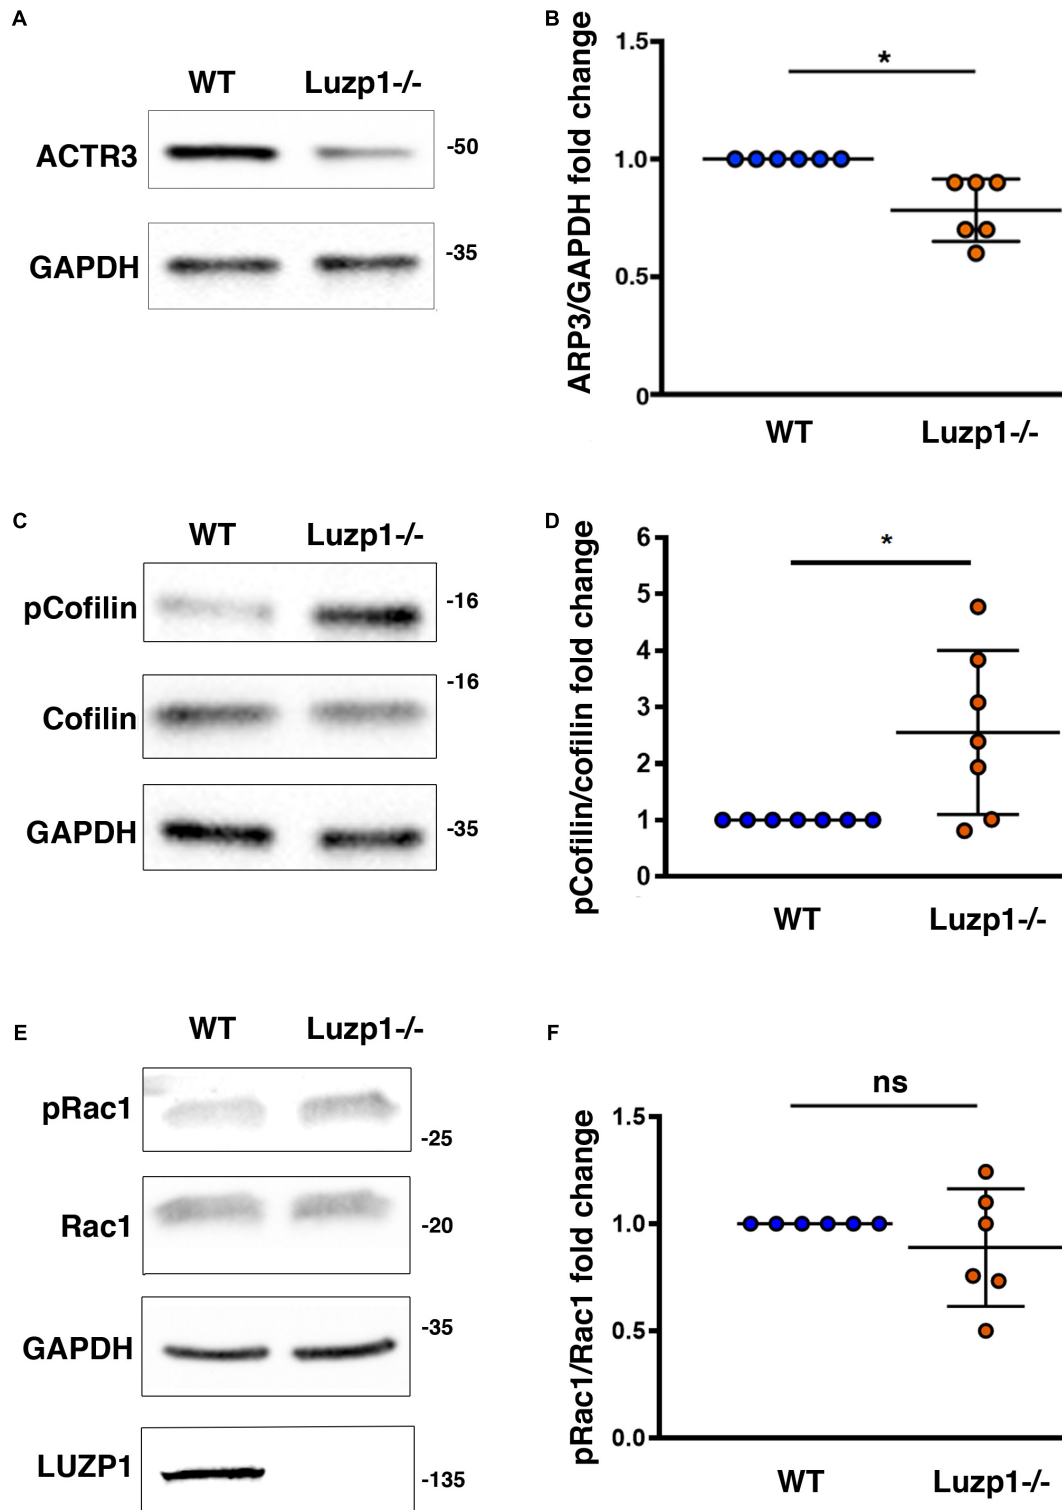 A
WT Luzp1-/-
ACTR3
-50
GAPDH
-35
B
ARP3/GAPDH fold change
1.5
1.0
0.5
0
*
WT Luzp1-/-
C
WT Luzp1-/-
pCofilin
-16
Cofilin
-16
GAPDH
-35
D
pCofilin/cofilin fold change
6
5
4
3
2
1
0
*
WT Luzp1-/-
E
WT Luzp1-/-
pRac1
-25
Rac1
-20
GAPDH
-35
LUZP1
-135
F
pRac1/Rac1 fold change
1.5
1.0
0.5
0.0
ns
WT Luzp1-/-